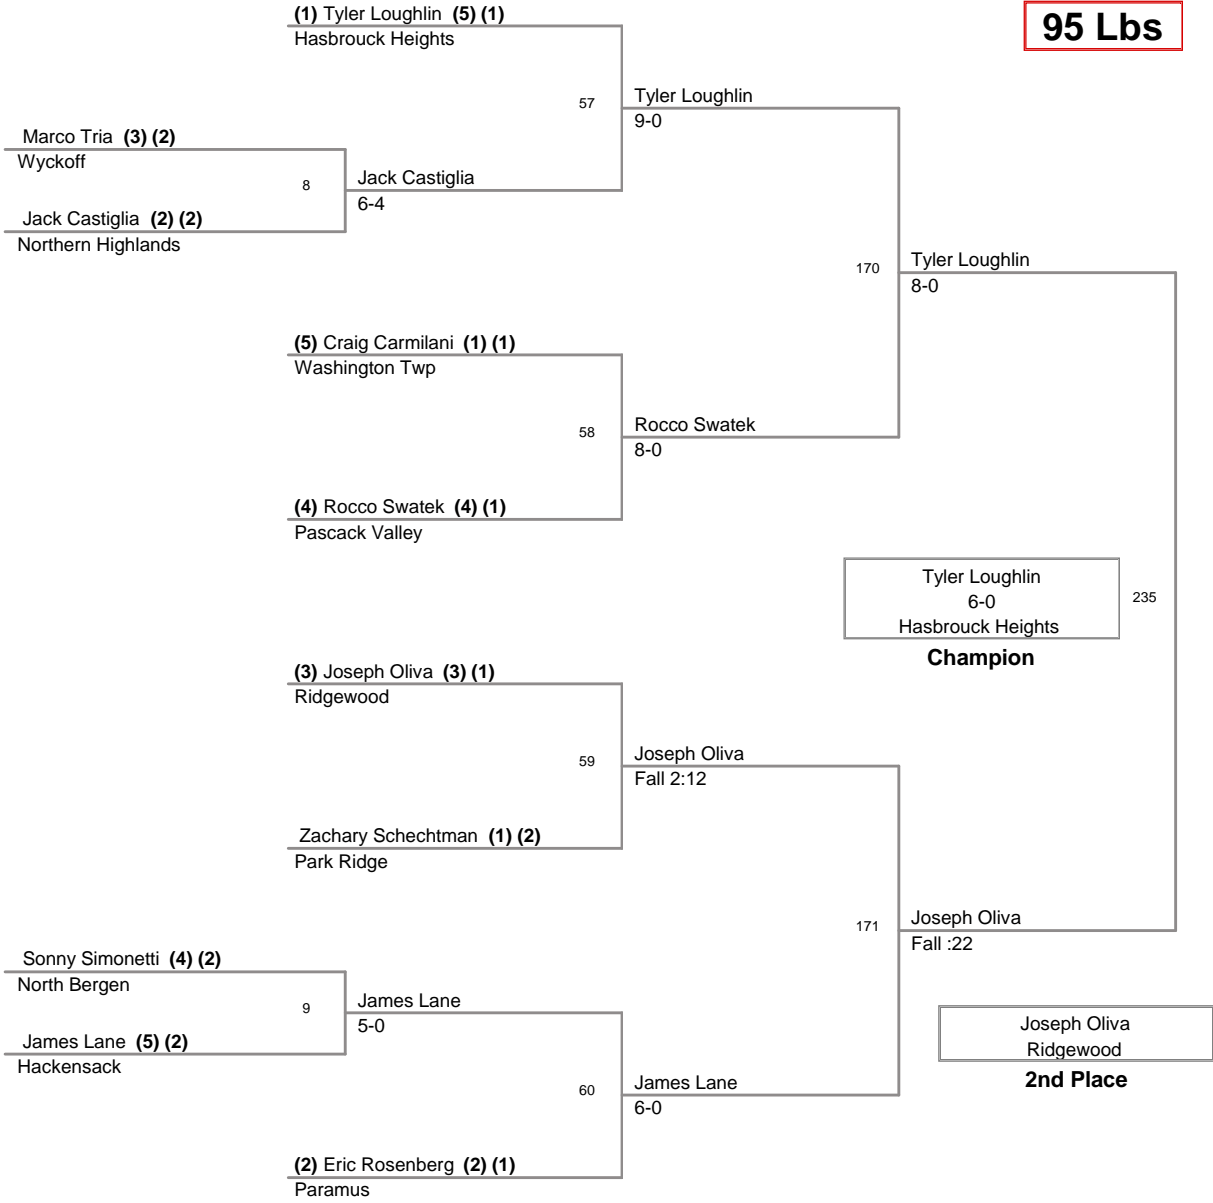 (1) Tyler Loughlin (5) (1)
Hasbrouck Heights
95 Lbs
57
Tyler Loughlin
9-0
Marco Tria (3) (2)
Wyckoff
8
Jack Castiglia
6-4
Jack Castiglia (2) (2)
Northern Highlands
170
Tyler Loughlin
8-0
(5) Craig Carmilani (1) (1)
Washington Twp
58
Rocco Swatek
8-0
(4) Rocco Swatek (4) (1)
Pascack Valley
Tyler Loughlin
6-0
Hasbrouck Heights
Champion
235
(3) Joseph Oliva (3) (1)
Ridgewood
59
Joseph Oliva
Fall 2:12
Zachary Schechtman (1) (2)
Park Ridge
171
Joseph Oliva
Fall :22
Sonny Simonetti (4) (2)
North Bergen
9
James Lane
5-0
James Lane (5) (2)
Hackensack
Joseph Oliva
Ridgewood
2nd Place
60
James Lane
6-0
(2) Eric Rosenberg (2) (1)
Paramus